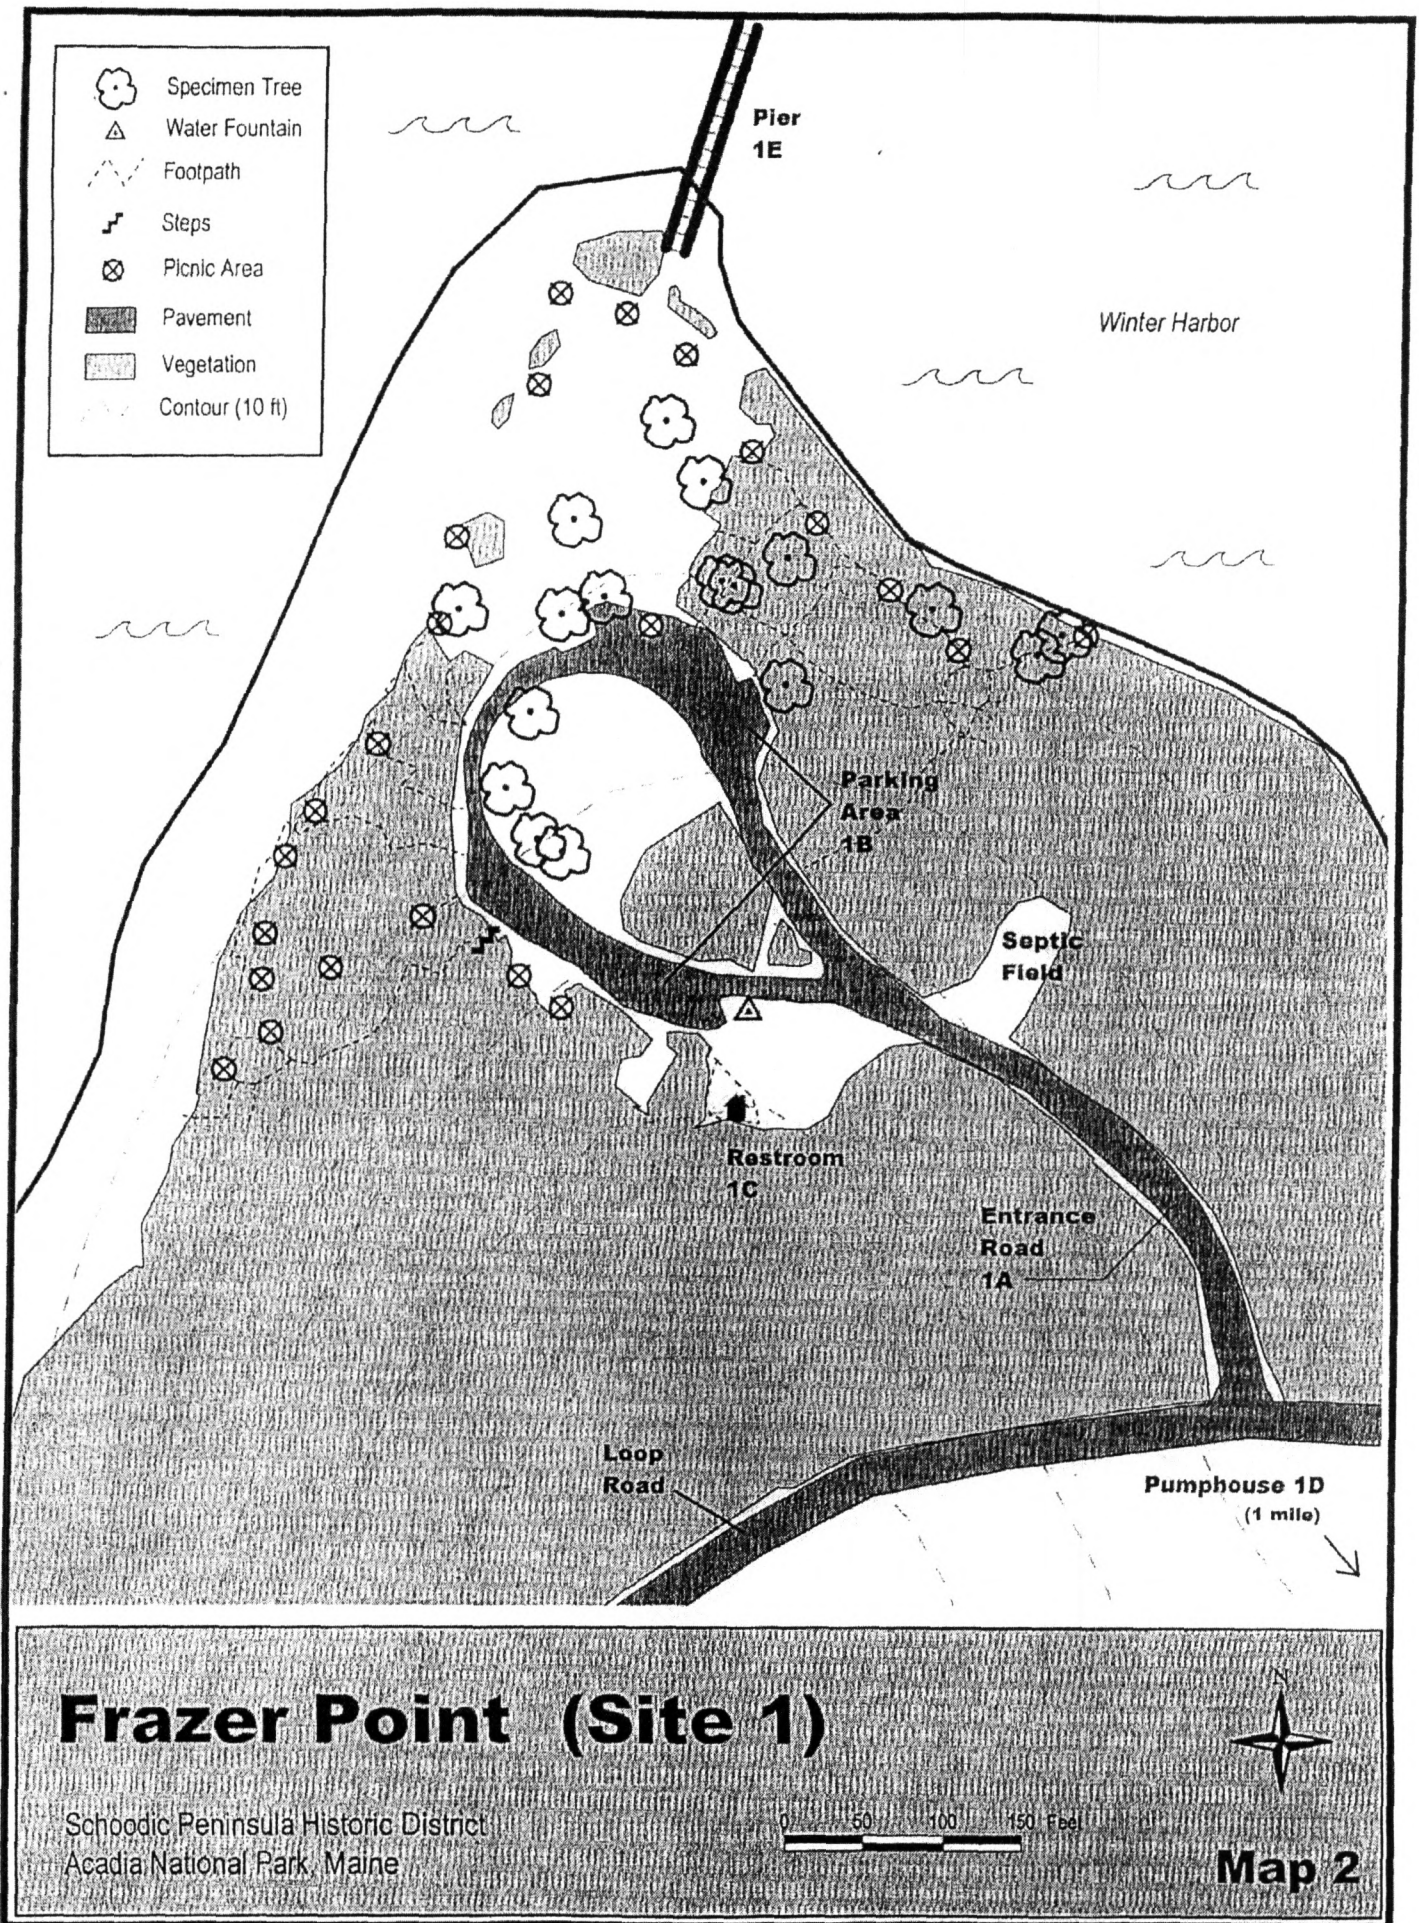 Specimen Tree
Water Fountain
Footpath
Steps
Picnic Area
Pavement
Vegetation
Contour (10 ft)
Pier
1E
Winter Harbor
Parking
Area
1B
Septic
Field
Restroom
1C
Entrance
Road
1A
Loop
Road
Pumphouse 1D
(1 mile)
Frazer Point (Site 1)
N
Schoodic Peninsula Historic District
Acadia National Park, Maine
0 50 100 150 Feet
Map 2